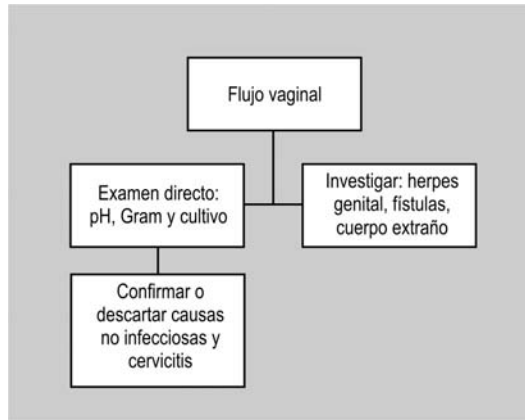 Flujo vaginal
Examen directo:
pH, Gram y cultivo
Investigar: herpes
genital, fístulas,
cuerpo extraño
Confirmar o
descartar causas
no infecciosas y
cervicitis